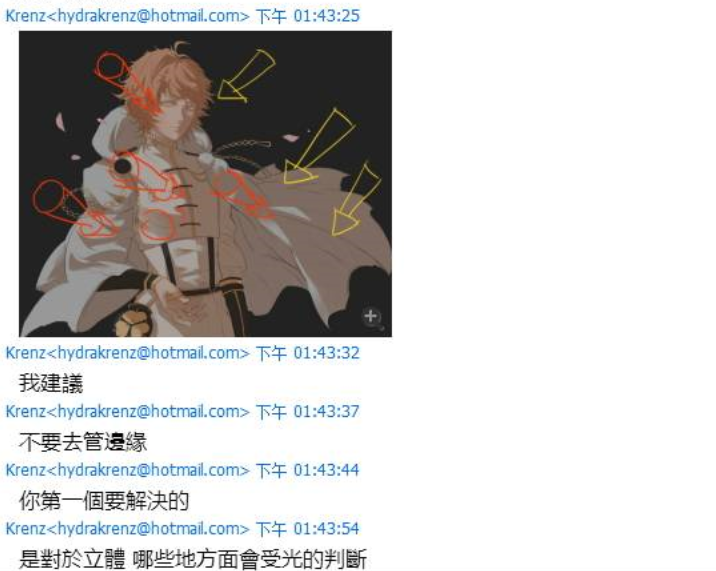 Krenz<hydrakrenz@hotmail.com> 下午 01:43:25
Krenz<hydrakrenz@hotmail.com> 下午 01:43:32
我建議
Krenz<hydrakrenz@hotmail.com> 下午 01:43:37
不要去管邊緣
Krenz<hydrakrenz@hotmail.com> 下午 01:43:44
你第一個要解決的
Krenz<hydrakrenz@hotmail.com> 下午 01:43:54
是對於立體 哪些地方面會受光的判斷